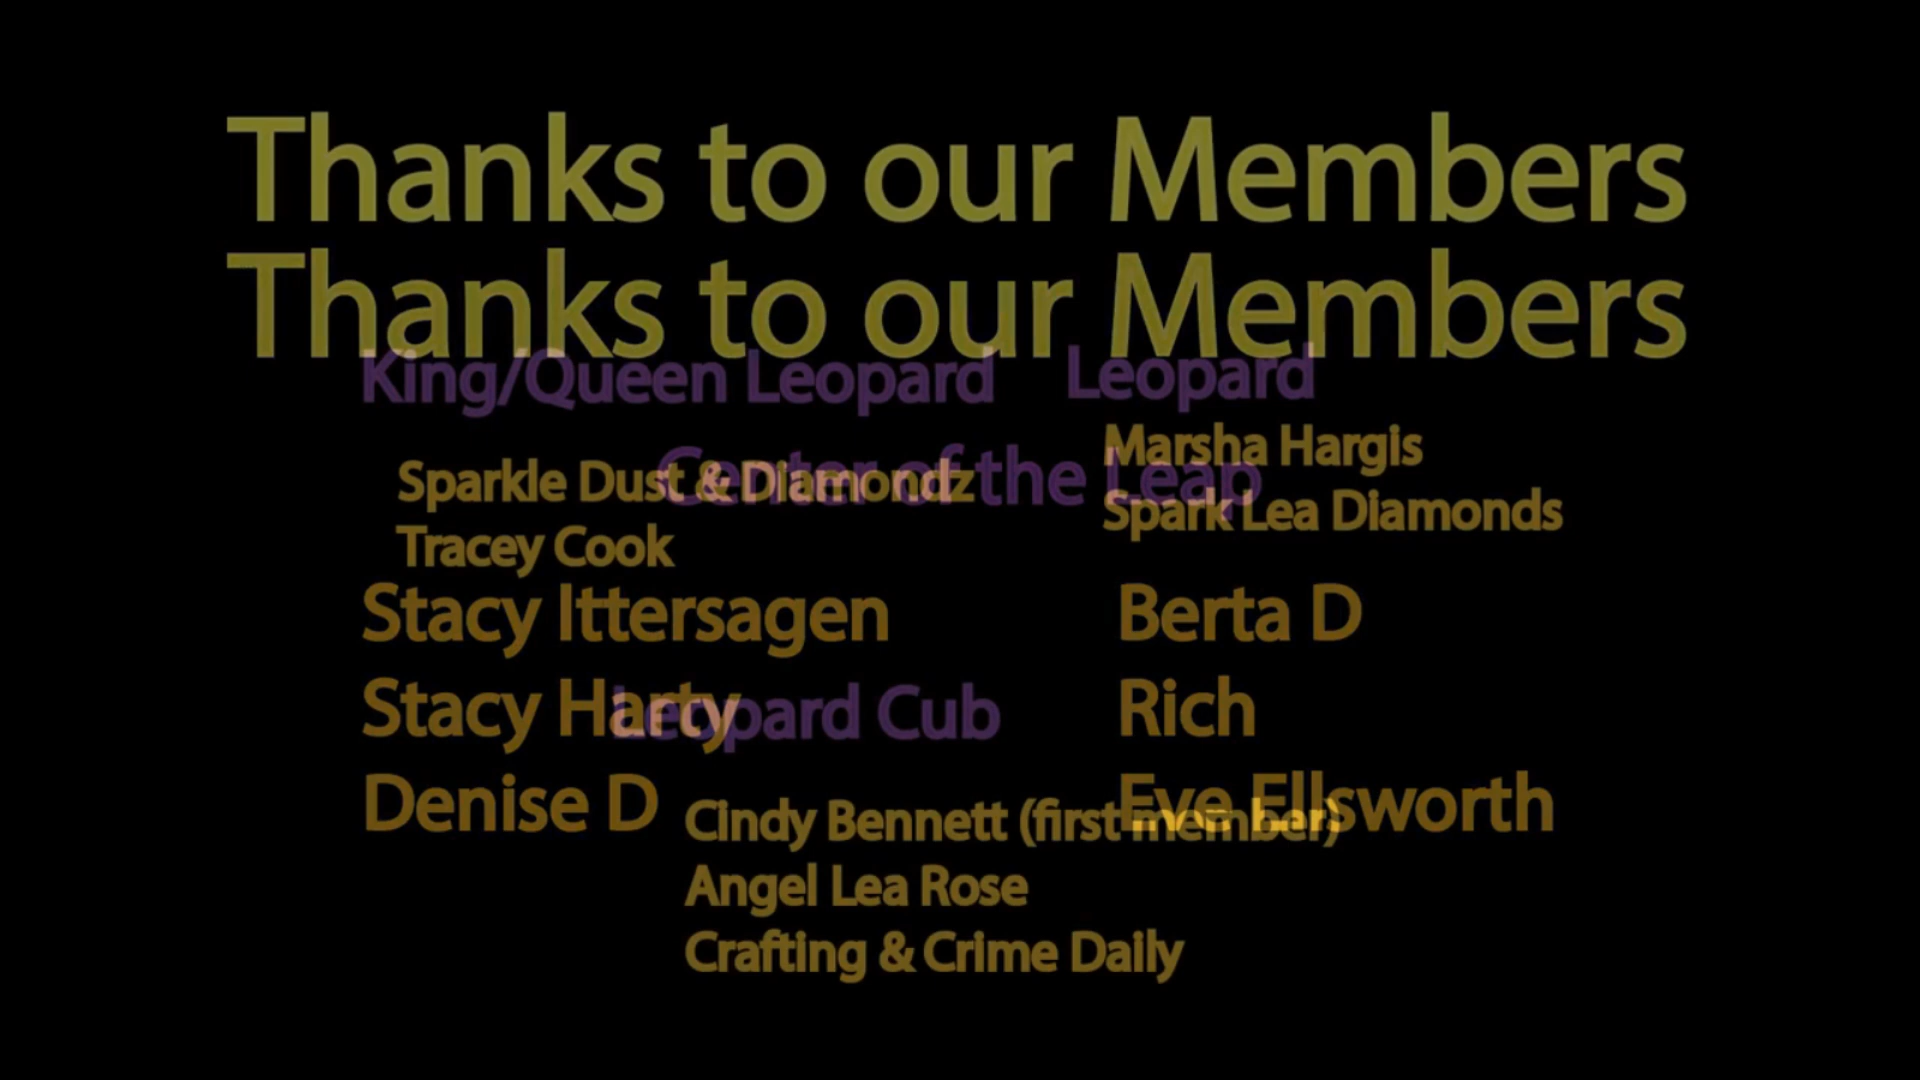 Thanks to our Members
Thanks to our Members
King/Queen Leopard
Leopard
Center of the Leap
Marsha Hargis
Sparkle Dust & Diamondz
Spark Lea Diamonds
Tracey Cook
Stacy Ittersagen
Berta D
Stacy Harty
Leopard Cub
Rich
Denise D
Eve Ellsworth
Cindy Bennett (first member)
Angel Lea Rose
Crafting & Crime Daily